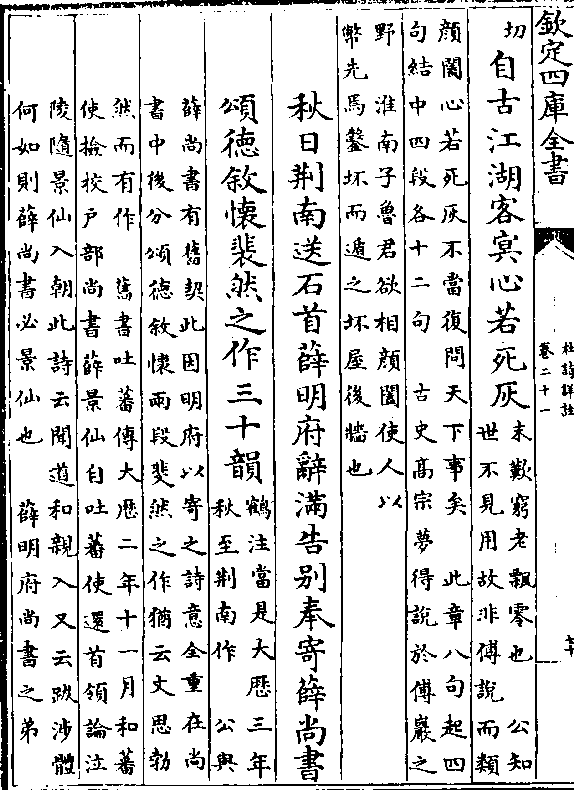 欽定四庫全書
杜詩詳註
卷二十一
切
自古江湖客冥心若死灰
末歎窮老飄零也 公知
世不見用故非傅說而類
顔闔心若死灰不當復問天下事矣 此章八句起四
句結中四段各十二句 古史髙宗夢得說於傅巖之
野 淮南子魯君欲相顔闔使人以
幣先焉鑿坏而遁之坏屋後牆也
秋日荆南送石首薛明府辭滿告别奉寄薛尚書
頌德敘懷裴然之作三十韻
鶴注當是大厯三年
秋至荆南作 公與
薛尚書有舊契此因明府以寄之詩意全重在尚
書中後分頌德敘懷兩段斐然之作猶云文思勃
然而有作 舊書吐蕃傳大厯二年十一月和蕃
使撿校户部尚書薛景仙自吐蕃使還首領論泣
陵隨景仙入朝此詩云聞道和親入又云跋涉體
何如則薛尚書必景仙也 薛明府尚書之弟